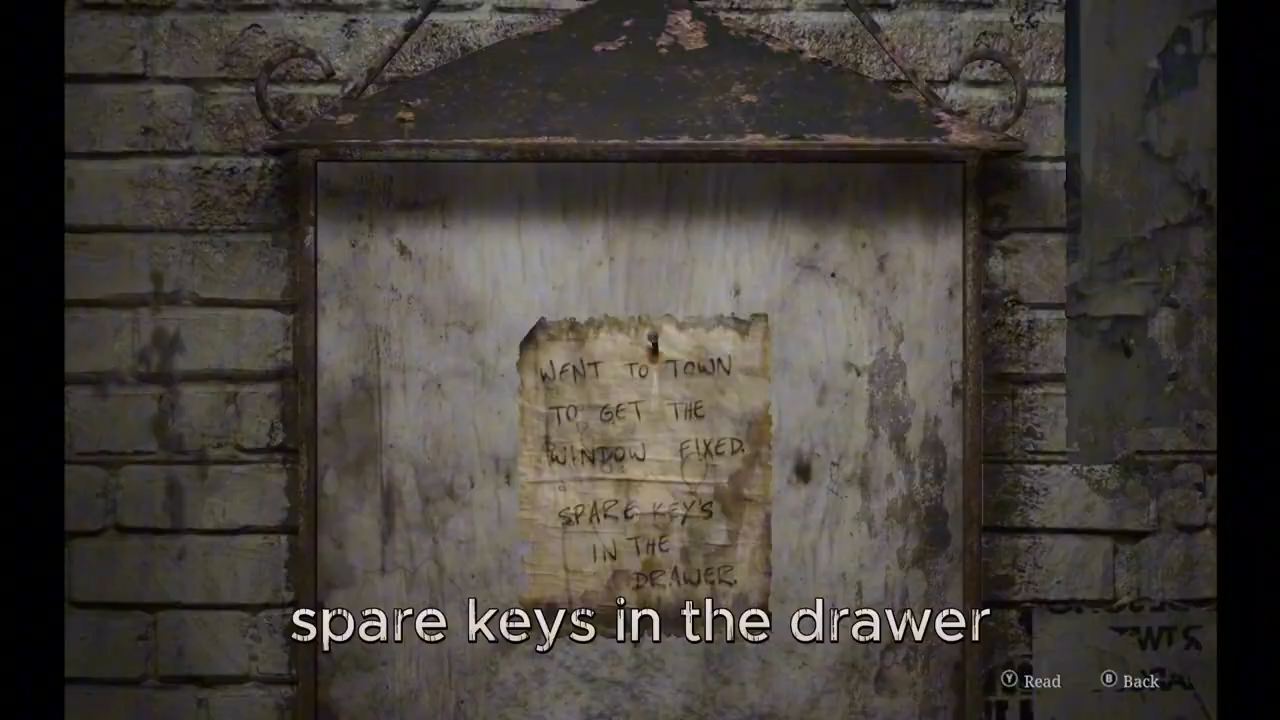 WENT TO TOWN
TO GET THE
WINDOW FIXED.
SPARE KEY'S
IN THE
DRAWER.
spare keys in the drawer
Y Read B Back